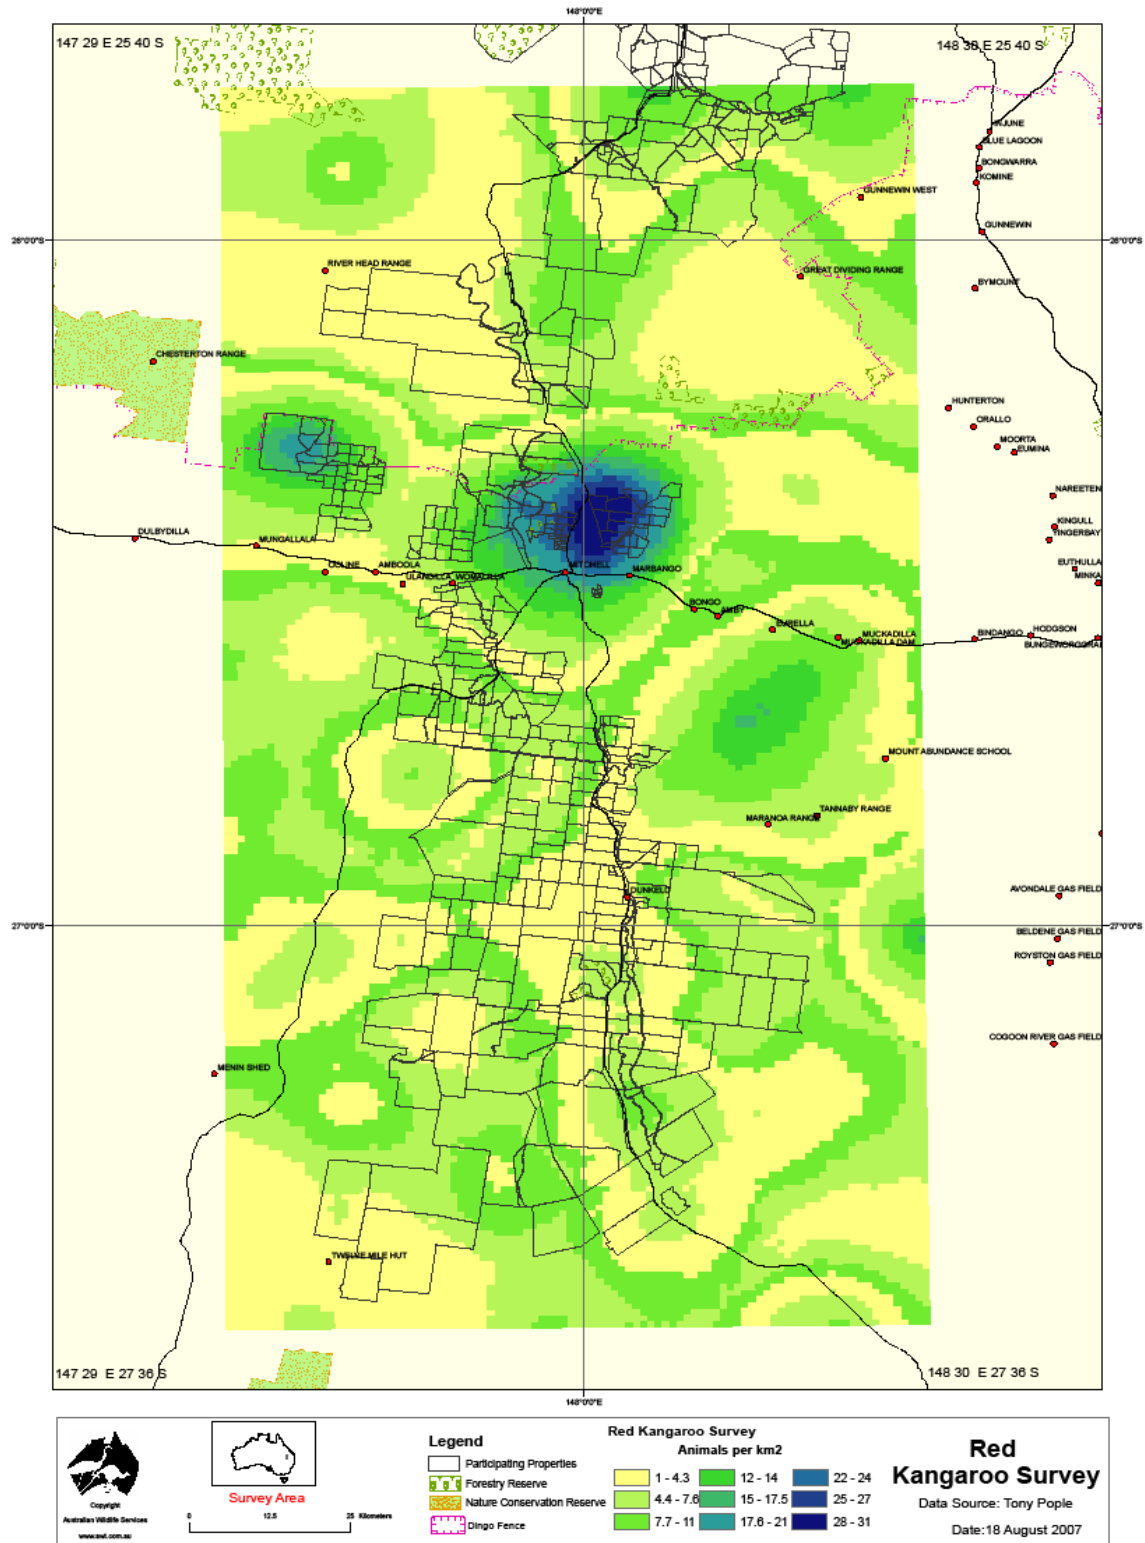 148°0'0"E
147 29 E 25 40 S
148 30 E 25 40 S
INJUNE
BLUE LAGOON
BONGWARRA
KOMINE
GUNNEWIN WEST
GUNNEWIN
26°0'0"S
26°0'0"S
RIVER HEAD RANGE
GREAT DIVIDING RANGE
BYMOUNT
CHESTERTON RANGE
HUNTERTON
ORALLO
MOORTA
EUMINA
NAREETEN
KINGULL
TINGERBAY
DULBYDILLA
MUNGALLALA
EUTHULLA
MINKA
OOLINE
AMBOOLA
ULANDILLA
WOMALILLA
MITCHELL
MARBANGO
BONGO
AMBY
EURELLA
MUCKADILLA
MUCKADILLA DAM
BINDANGO
HODGSON
BUNGEWORGORAI
MOUNT ABUNDANCE SCHOOL
TANNABY RANGE
MARANOA RANGE
DUNKELD
AVONDALE GAS FIELD
27°0'0"S
27°0'0"S
BELDENE GAS FIELD
ROYSTON GAS FIELD
COGOON RIVER GAS FIELD
MENIN SHED
TWELVE MILE HUT
147 29 E 27 36 S
148 30 E 27 36 S
148°0'0"E
Copyright
Australian Wildlife Services
www.awt.com.au
Survey Area
0 12.5 25 Kilometers
Legend
Participating Properties
Forestry Reserve
Nature Conservation Reserve
Dingo Fence
Red Kangaroo Survey
Animals per km2
1 - 4.3
12 - 14
22 - 24
4.4 - 7.6
15 - 17.5
25 - 27
7.7 - 11
17.6 - 21
28 - 31
Red
Kangaroo Survey
Data Source: Tony Pople
Date:18 August 2007